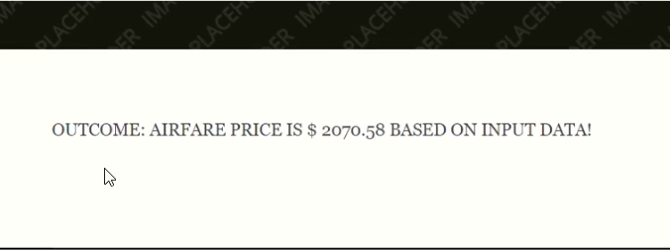 OUTCOME: AIRFARE PRICE IS $ 2070.58 BASED ON INPUT DATA!